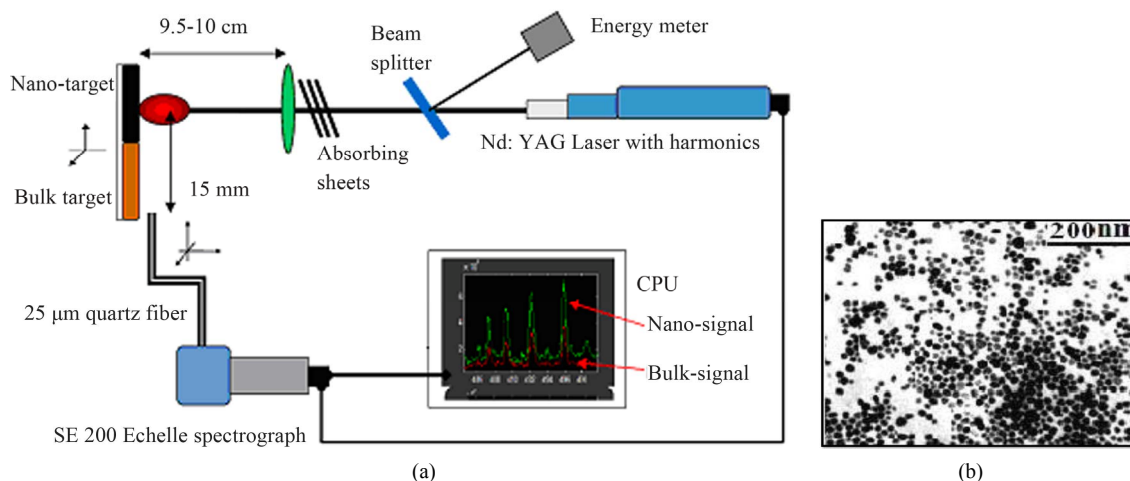 9.5-10 cm
Beam
splitter
Energy meter
Nano-target
Nd: YAG Laser with harmonics
Absorbing
sheets
Bulk target
15 mm
25 μm quartz fiber
CPU
Nano-signal
Bulk-signal
SE 200 Echelle spectrograph
(a)
200nm
(b)